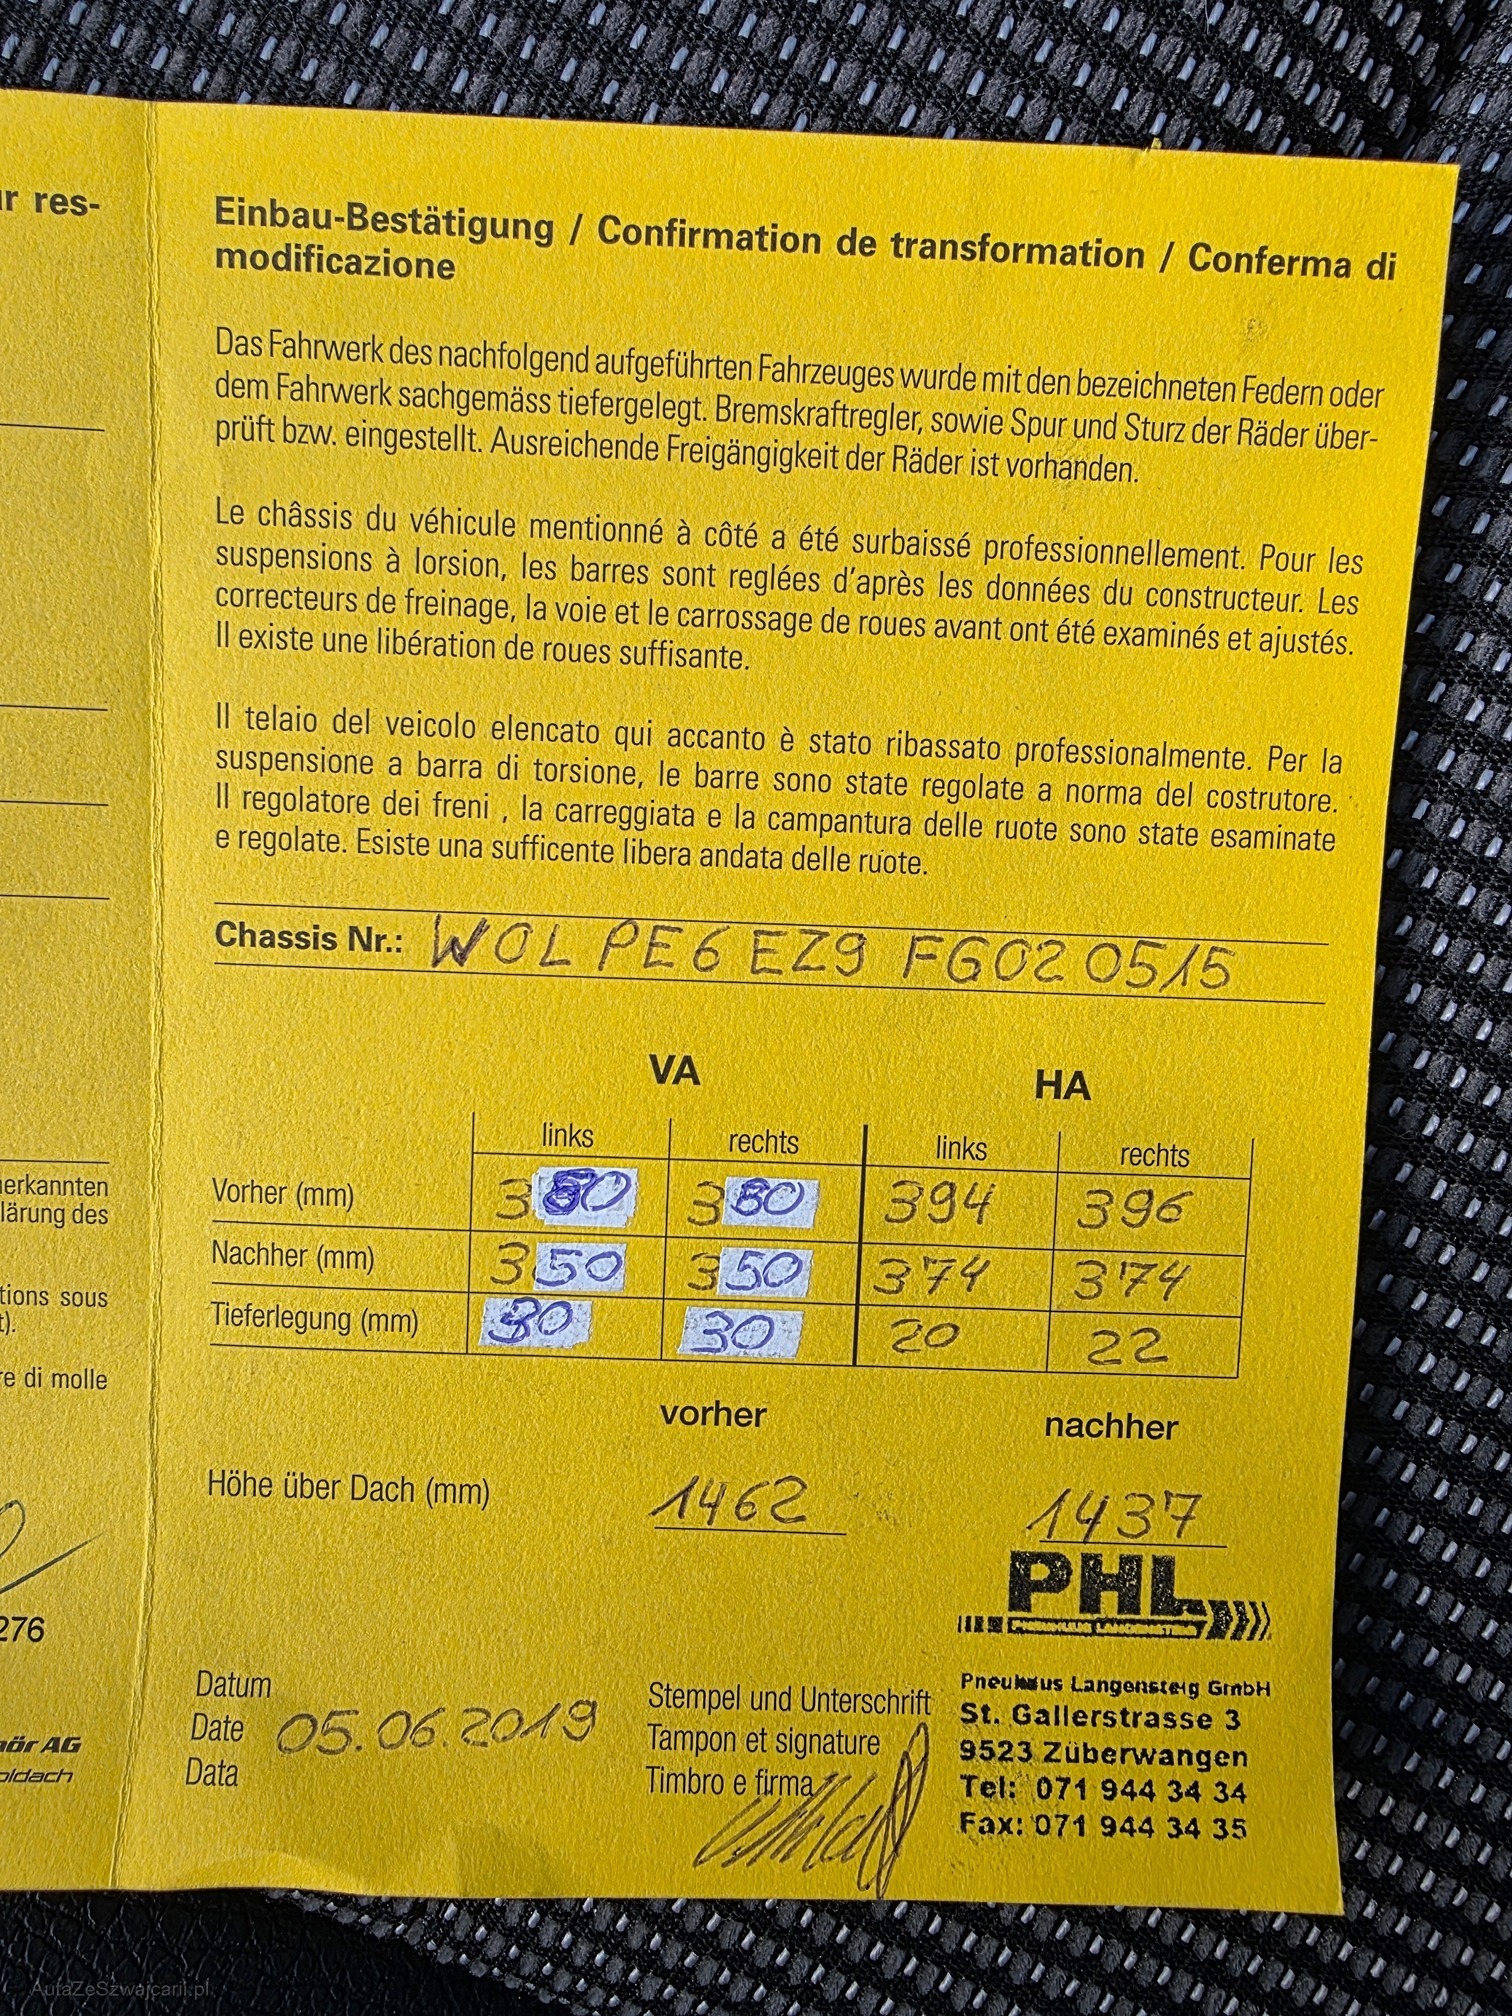 r res-
Einbau-Bestätigung / Confirmation de transformation / Conferma di
modificazione
Das Fahrwerk des nachfolgend aufgeführten Fahrzeuges wurde mit den bezeichneten Federn oder
dem Fahrwerk sachgemäss tiefergelegt. Bremskraftregler, sowie Spur und Sturz der Räder über-
prüft bzw. eingestellt. Ausreichende Freigängigkeit der Räder ist vorhanden.
Le châssis du véhicule mentionné à côté a été surbaissé professionnellement. Pour les
suspensions à lorsion, les barres sont reglées d'après les données du constructeur. Les
correcteurs de freinage, la voie et le carrossage de roues avant ont été examinés et ajustés.
Il existe une libération de roues suffisante.
Il telaio del veicolo elencato qui accanto è stato ribassato professionalmente. Per la
suspensione a barra di torsione, le barre sono state regolate a norma del costrutore.
Il regolatore dei freni , la carreggiata e la campantura delle ruote sono state esaminate
e regolate. Esiste una sufficente libera andata delle ruote.
Chassis Nr.: W0L PE6 EZ9 FG02 0515
VA HA
links rechts links rechts
Vorher (mm) 380 380 394 396
Nachher (mm) 350 350 374 374
Tieferlegung (mm) 30 30 20 22
vorher nachher
Höhe über Dach (mm) 1462 1437
PHL
Pneuhaus Langensteig GmbH
St. Gallerstrasse 3
9523 Züberwangen
Tel: 071 944 34 34
Fax: 071 944 34 35
Datum
Date 05.06.2019
Data
Stempel und Unterschrift
Tampon et signature
Timbro e firma
erkannten
lärung des
tions sous
t).
re di molle
276
ör AG
oldach
AutaZeSzwajcarii.pl